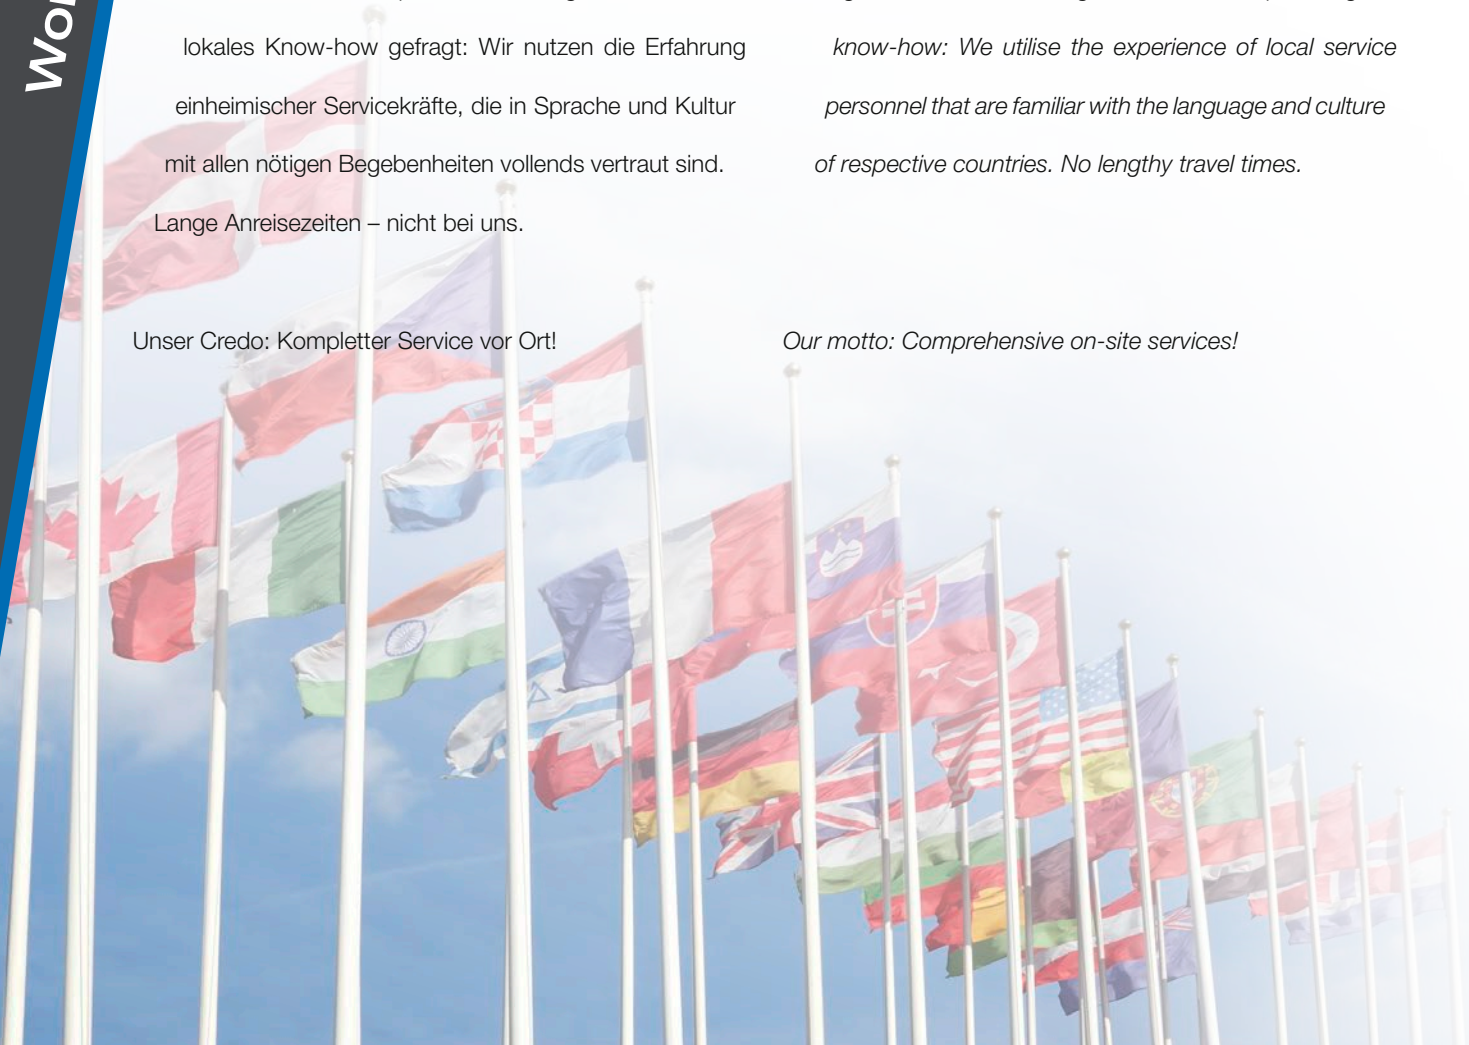 Wor
lokales Know-how gefragt: Wir nutzen die Erfahrung
einheimischer Servicekräfte, die in Sprache und Kultur
mit allen nötigen Begebenheiten vollends vertraut sind.
Lange Anreisezeiten – nicht bei uns.
Unser Credo: Kompletter Service vor Ort!
know-how: We utilise the experience of local service
personnel that are familiar with the language and culture
of respective countries. No lengthy travel times.
Our motto: Comprehensive on-site services!